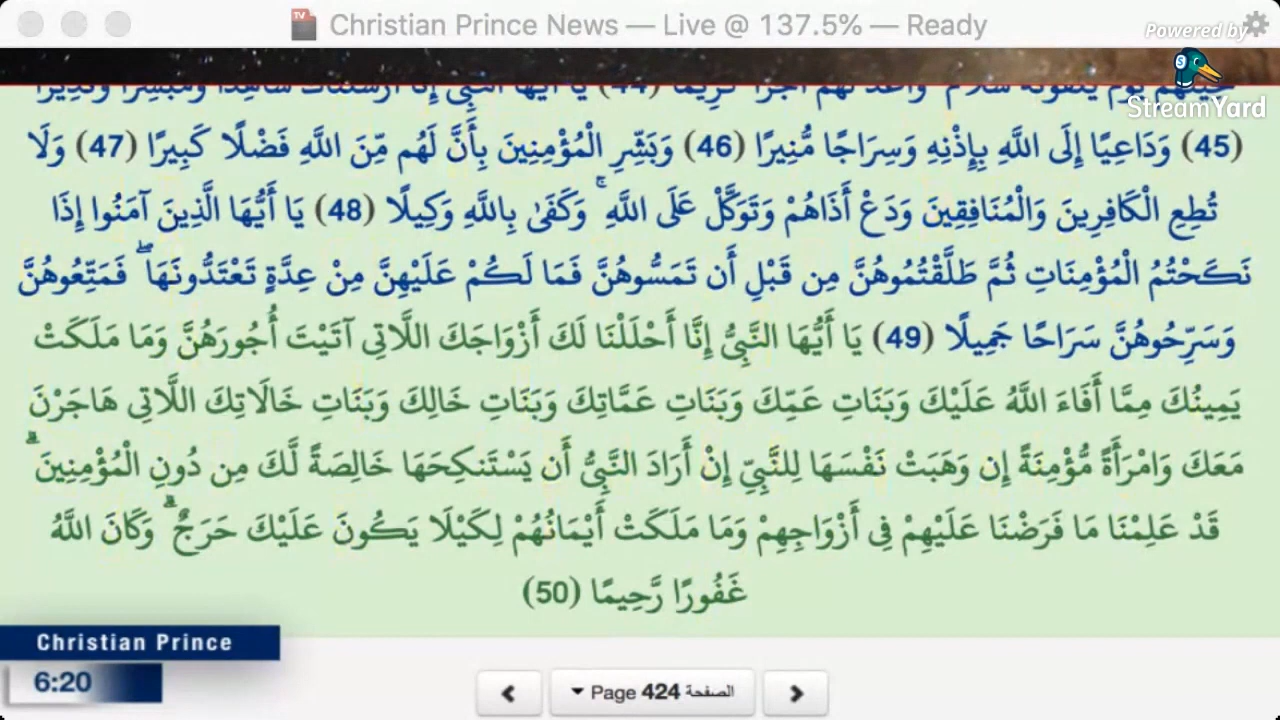 Christian Prince News — Live @ 137.5% — Ready
Powered by
StreamYard
(45) وَدَاعِيًا إِلَى اللَّهِ بِإِذْنِهِ وَسِرَاجًا مُّنِيرًا (46) وَبَشِّرِ الْمُؤْمِنِينَ بِأَنَّ لَهُم مِّنَ اللَّهِ فَضْلًا كَبِيرًا (47) وَلَا
تُطِعِ الْكَافِرِينَ وَالْمُنَافِقِينَ وَدَعْ أَذَاهُمْ وَتَوَكَّلْ عَلَى اللَّهِ ۚ وَكَفَىٰ بِاللَّهِ وَكِيلًا (48) يَا أَيُّهَا الَّذِينَ آمَنُوا إِذَا
نَكَحْتُمُ الْمُؤْمِنَاتِ ثُمَّ طَلَّقْتُمُوهُنَّ مِن قَبْلِ أَن تَمَسُّوهُنَّ فَمَا لَكُمْ عَلَيْهِنَّ مِنْ عِدَّةٍ تَعْتَدُّونَهَا ۖ فَمَتِّعُوهُنَّ
وَسَرِّحُوهُنَّ سَرَاحًا جَمِيلًا (49) يَا أَيُّهَا النَّبِيُّ إِنَّا أَحْلَلْنَا لَكَ أَزْوَاجَكَ اللَّاتِي آتَيْتَ أُجُورَهُنَّ وَمَا مَلَكَتْ
يَمِينُكَ مِمَّا أَفَاءَ اللَّهُ عَلَيْكَ وَبَنَاتِ عَمِّكَ وَبَنَاتِ عَمَّاتِكَ وَبَنَاتِ خَالِكَ وَبَنَاتِ خَالَاتِكَ اللَّاتِي هَاجَرْنَ
مَعَكَ وَامْرَأَةً مُّؤْمِنَةً إِن وَهَبَتْ نَفْسَهَا لِلنَّبِيِّ إِنْ أَرَادَ النَّبِيُّ أَن يَسْتَنكِحَهَا خَالِصَةً لَّكَ مِن دُونِ الْمُؤْمِنِينَ ۗ
قَدْ عَلِمْنَا مَا فَرَضْنَا عَلَيْهِمْ فِي أَزْوَاجِهِمْ وَمَا مَلَكَتْ أَيْمَانُهُمْ لِكَيْلَا يَكُونَ عَلَيْكَ حَرَجٌ ۗ وَكَانَ اللَّهُ
غَفُورًا رَّحِيمًا (50)
Christian Prince
6:20
Page 424 الصفحة